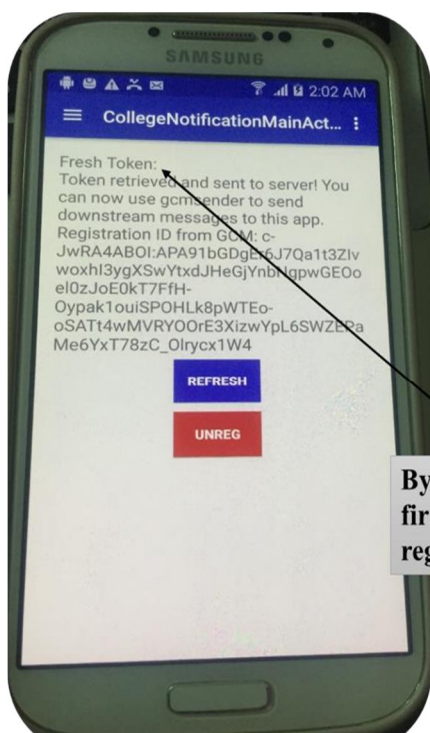 SAMSUNG
2:02 AM
CollegeNotificationMainAct...
Fresh Token:
Token retrieved and sent to server! You
can now use gcmsender to send
downstream messages to this app.
Registration ID from GCM: c-
JwRA4ABOI:APA91bGDgEr6J7Qa1t3ZIv
woxhI3ygXSwYtxdJHeGjYnbHgpwGEOo
el0zJoE0kT7FfH-
Oypak1ouiSPOHLk8pWTEo-
oSATt4wMVRYOOrE3XizwYpL6SWZEPa
Me6YxT78zC_Olrycx1W4
REFRESH
UNREG
By
fir
reg